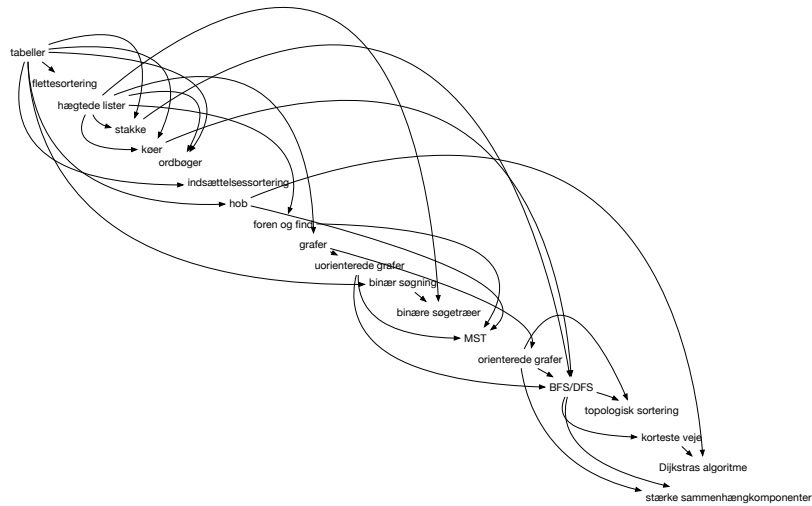 tabeller
flettesortering
hægtede lister
stakke
køer
ordbøger
indsættelsessortering
hob
foren og find
grafer
uorienterede grafer
binær søgning
binære søgetræer
MST
orienterede grafer
BFS/DFS
topologisk sortering
korteste veje
Dijkstras algoritme
stærke sammenhængkomponenter